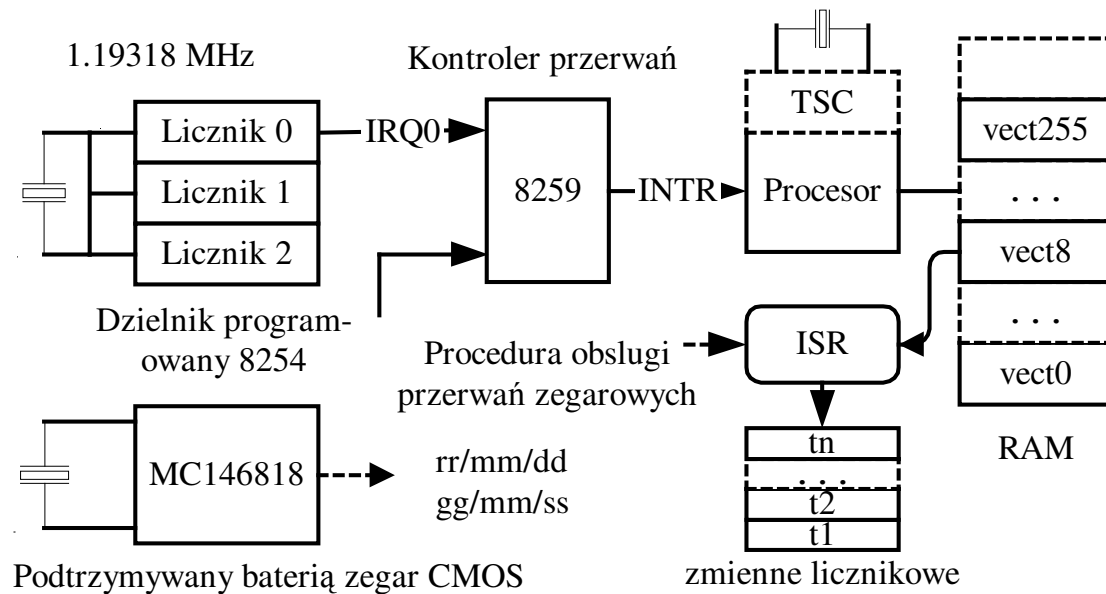 1.19318 MHz
Kontroler przerwań
Licznik 0
Licznik 1
Licznik 2
IRQ0
8259
INTR
TSC
Procesor
vect255
. . .
vect8
. . .
vect0
RAM
Dzielnik program-
owany 8254
Procedura obslugi
przerwań zegarowych
ISR
tn
. . .
t2
t1
zmienne licznikowe
MC146818
rr/mm/dd
gg/mm/ss
Podtrzymywany baterią zegar CMOS